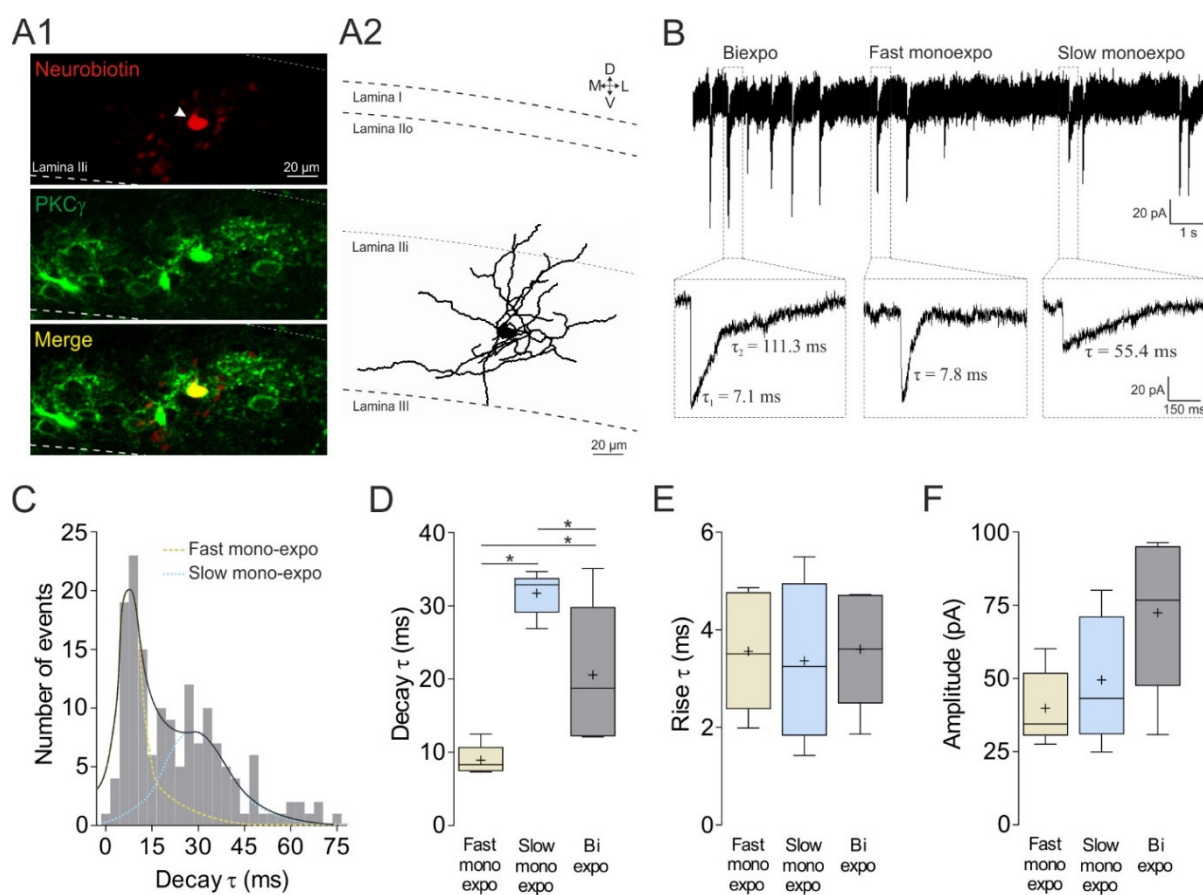 A1
Neurobiotin
Lamina IIi
20 µm
PKCγ
Merge
A2
D
M L
V
Lamina I
Lamina IIo
Lamina IIi
Lamina III
20 µm
B
Biexpo Fast monoexpo Slow monoexpo
20 pA
1 s
τ2 = 111.3 ms
τ1 = 7.1 ms
τ = 7.8 ms
τ = 55.4 ms
20 pA
150 ms
C
Number of events
25
20
15
10
5
0
Fast mono-expo
Slow mono-expo
0 15 30 45 60 75
Decay τ (ms)
D
Decay τ (ms)
40
30
20
10
0
*
*
*
Fast mono expo
Slow mono expo
Bi expo
E
Rise τ (ms)
6
4
2
0
Fast mono expo
Slow mono expo
Bi expo
F
Amplitude (pA)
100
75
50
25
0
Fast mono expo
Slow mono expo
Bi expo